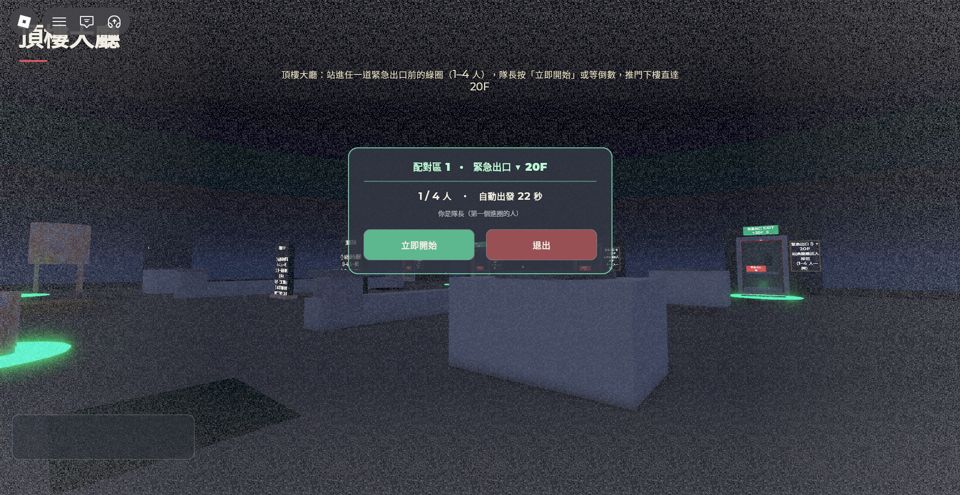 頂樓大廳
頂樓大廳：站進任一道緊急出口前的綠圈（1–4 人），隊長按「立即開始」或等倒數，推門下樓直達
20F
配對區 1 • 緊急出口 ▼ 20F
1 / 4 人 • 自動出發 22 秒
你是隊長（第一個進圈的人）
立即開始
退出